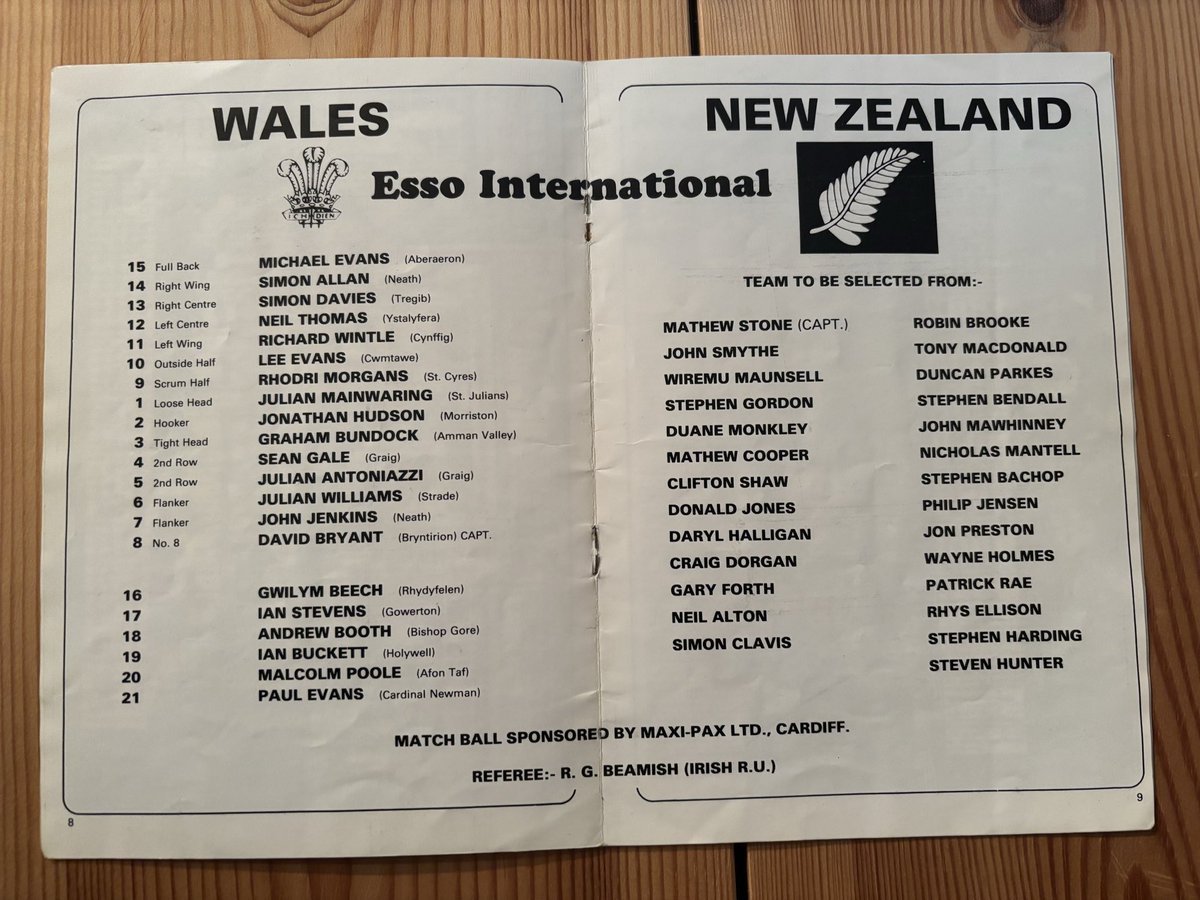 WALES
NEW ZEALAND
Esso International
ICH DIEN
15 Full Back MICHAEL EVANS (Aberaeron)
14 Right Wing SIMON ALLAN (Neath)
13 Right Centre SIMON DAVIES (Tregib)
12 Left Centre NEIL THOMAS (Ystalyfera)
11 Left Wing RICHARD WINTLE (Cynffig)
10 Outside Half LEE EVANS (Cwmtawe)
9 Scrum Half RHODRI MORGANS (St. Cyres)
1 Loose Head JULIAN MAINWARING (St. Julians)
2 Hooker JONATHAN HUDSON (Morriston)
3 Tight Head GRAHAM BUNDOCK (Amman Valley)
4 2nd Row SEAN GALE (Graig)
5 2nd Row JULIAN ANTONIAZZI (Graig)
6 Flanker JULIAN WILLIAMS (Strade)
7 Flanker JOHN JENKINS (Neath)
8 No. 8 DAVID BRYANT (Bryntirion) CAPT.
16 GWILYM BEECH (Rhydyfelen)
17 IAN STEVENS (Gowerton)
18 ANDREW BOOTH (Bishop Gore)
19 IAN BUCKETT (Holywell)
20 MALCOLM POOLE (Afon Taf)
21 PAUL EVANS (Cardinal Newman)
TEAM TO BE SELECTED FROM:-
MATHEW STONE (CAPT.)
JOHN SMYTHE
WIREMU MAUNSELL
STEPHEN GORDON
DUANE MONKLEY
MATHEW COOPER
CLIFTON SHAW
DONALD JONES
DARYL HALLIGAN
CRAIG DORGAN
GARY FORTH
NEIL ALTON
SIMON CLAVIS
ROBIN BROOKE
TONY MACDONALD
DUNCAN PARKES
STEPHEN BENDALL
JOHN MAWHINNEY
NICHOLAS MANTELL
STEPHEN BACHOP
PHILIP JENSEN
JON PRESTON
WAYNE HOLMES
PATRICK RAE
RHYS ELLISON
STEPHEN HARDING
STEVEN HUNTER
MATCH BALL SPONSORED BY MAXI-PAX LTD., CARDIFF.
REFEREE:- R. G. BEAMISH (IRISH R.U.)
8
9